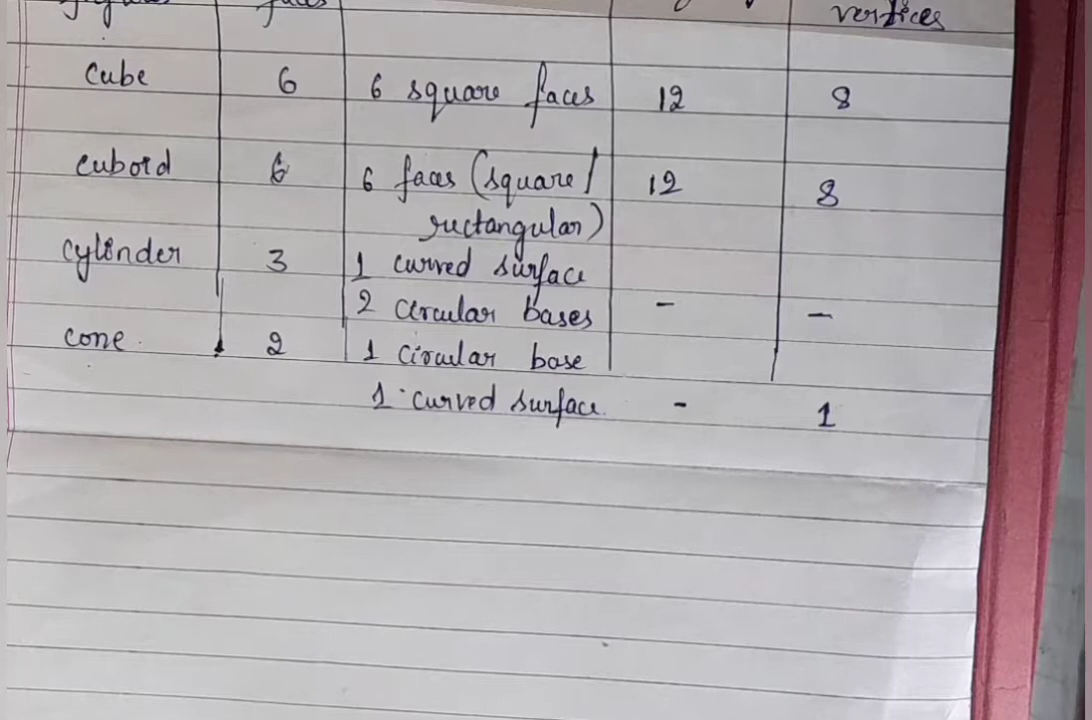 vertices
cube 6 6 square faces 12 8
cuboid 6 6 faces (square/ 12 8
rectangular)
cylinder 3 1 curved surface
2 circular bases - -
cone. 2 1 circular base
1 curved surface. - 1